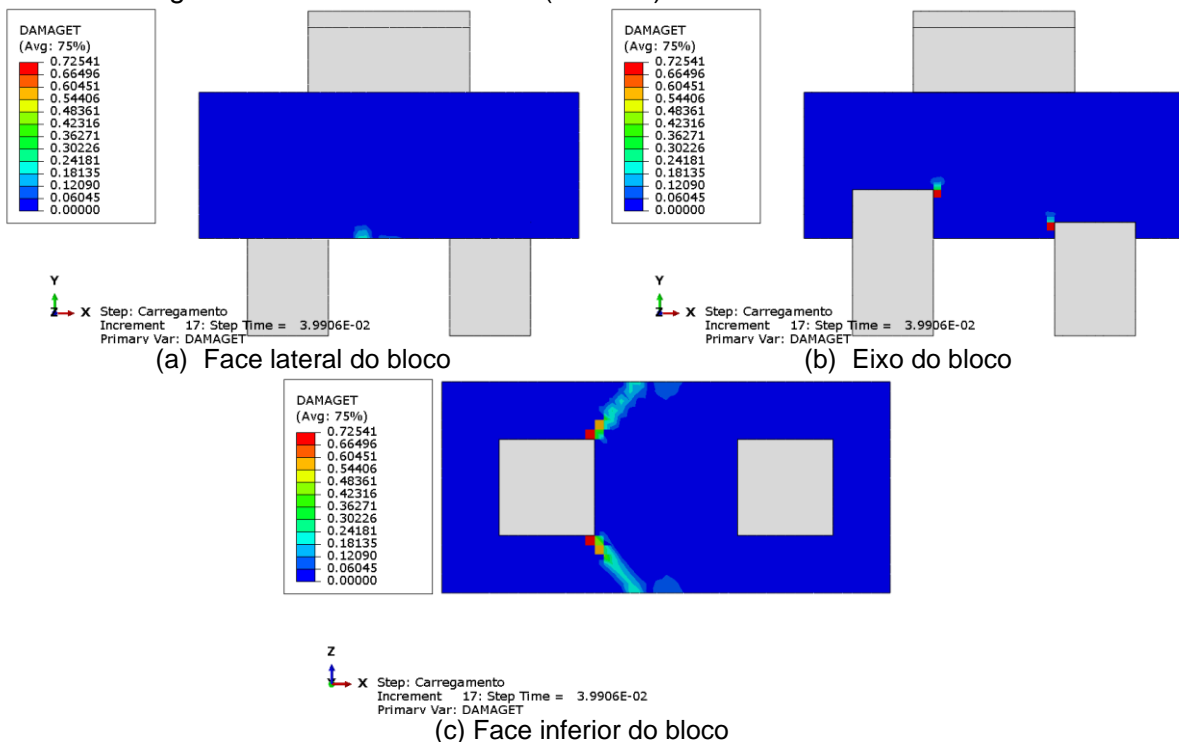 DAMAGET
(Avg: 75%)
0.72541
0.66496
0.60451
0.54406
0.48361
0.42316
0.36271
0.30226
0.24181
0.18135
0.12090
0.06045
0.00000
Y
Z X
Step: Carregamento
Increment 17: Step Time = 3.9906E-02
Primary Var: DAMAGET
(a) Face lateral do bloco
DAMAGET
(Avg: 75%)
0.72541
0.66496
0.60451
0.54406
0.48361
0.42316
0.36271
0.30226
0.24181
0.18135
0.12090
0.06045
0.00000
Y
Z X
Step: Carregamento
Increment 17: Step Time = 3.9906E-02
Primary Var: DAMAGET
(b) Eixo do bloco
DAMAGET
(Avg: 75%)
0.72541
0.66496
0.60451
0.54406
0.48361
0.42316
0.36271
0.30226
0.24181
0.18135
0.12090
0.06045
0.00000
Z
Y X
Step: Carregamento
Increment 17: Step Time = 3.9906E-02
Primary Var: DAMAGET
(c) Face inferior do bloco